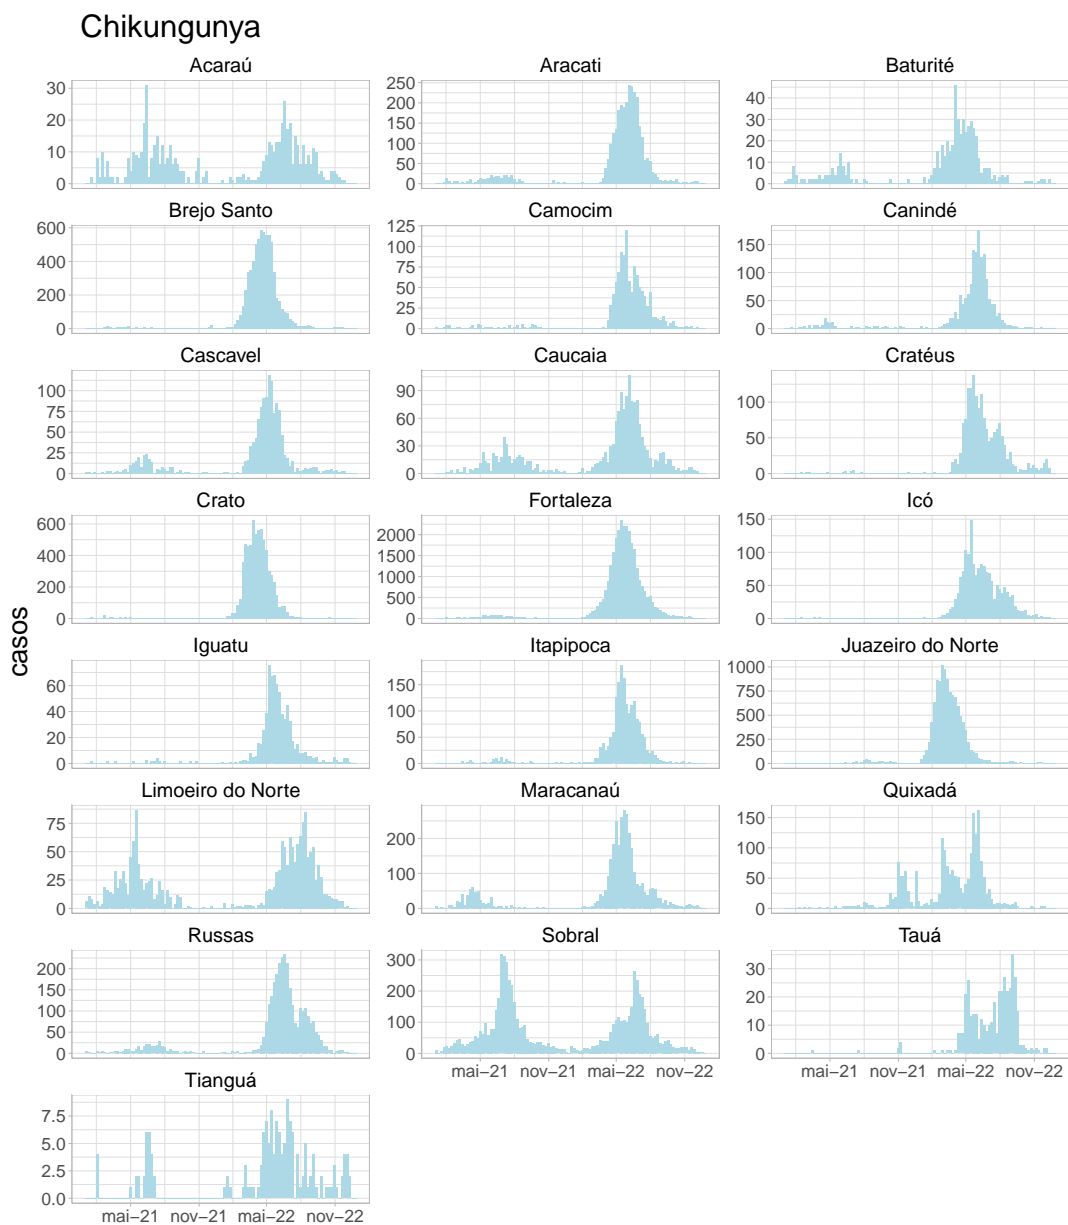 Chikungunya
Acaraú Aracati Baturité
30 20 10 0
250 200 150 100 50 0
40 30 20 10 0
Brejo Santo Camocim Canindé
600 400 200 0
125 100 75 50 25 0
150 100 50 0
Cascavel Caucaia Cratéus
100 75 50 25 0
90 60 30 0
100 50 0
Crato Fortaleza Icó
600 400 200 0
2000 1500 1000 500 0
150 100 50 0
casos
Iguatu Itapipoca Juazeiro do Norte
60 40 20 0
150 100 50 0
1000 750 500 250 0
Limoeiro do Norte Maracanaú Quixadá
75 50 25 0
200 100 0
150 100 50 0
Russas Sobral Tauá
200 150 100 50 0
300 200 100 0
30 20 10 0
mai−21 nov−21 mai−22 nov−22 mai−21 nov−21 mai−22 nov−22
Tianguá
7.5 5.0 2.5 0.0
mai−21 nov−21 mai−22 nov−22